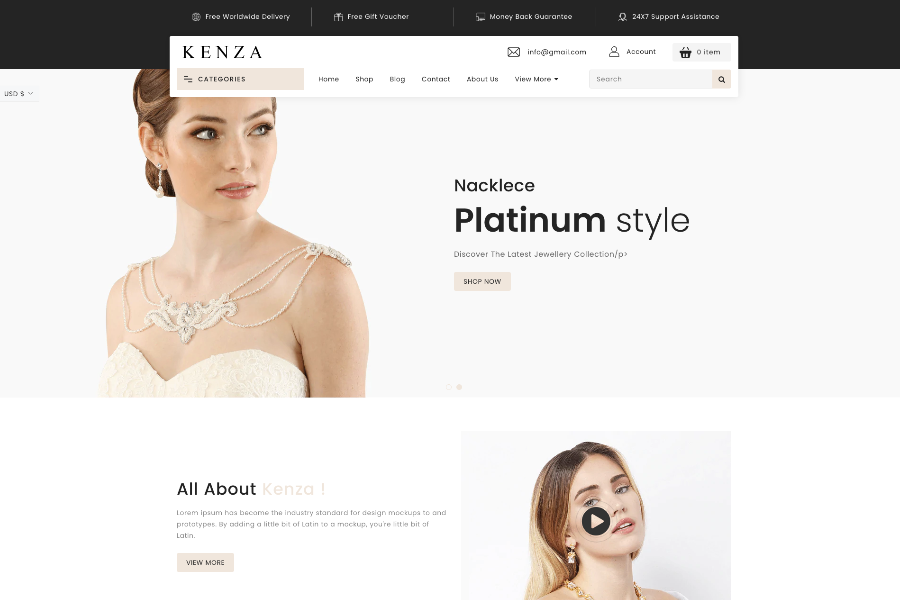 Free Worldwide Delivery
Free Gift Voucher
Money Back Guarantee
24X7 Support Assistance
KENZA
info@gmail.com
Account
0 item
CATEGORIES
Home
Shop
Blog
Contact
About Us
View More
Search
USD $
Nacklece
Platinum style
Discover The Latest Jewellery Collection/p>
SHOP NOW
All About Kenza !
Lorem Ipsum has become the industry standard for design mockups to and
prototypes. By adding a little bit of Latin to a mockup, you're little bit of
Latin.
VIEW MORE